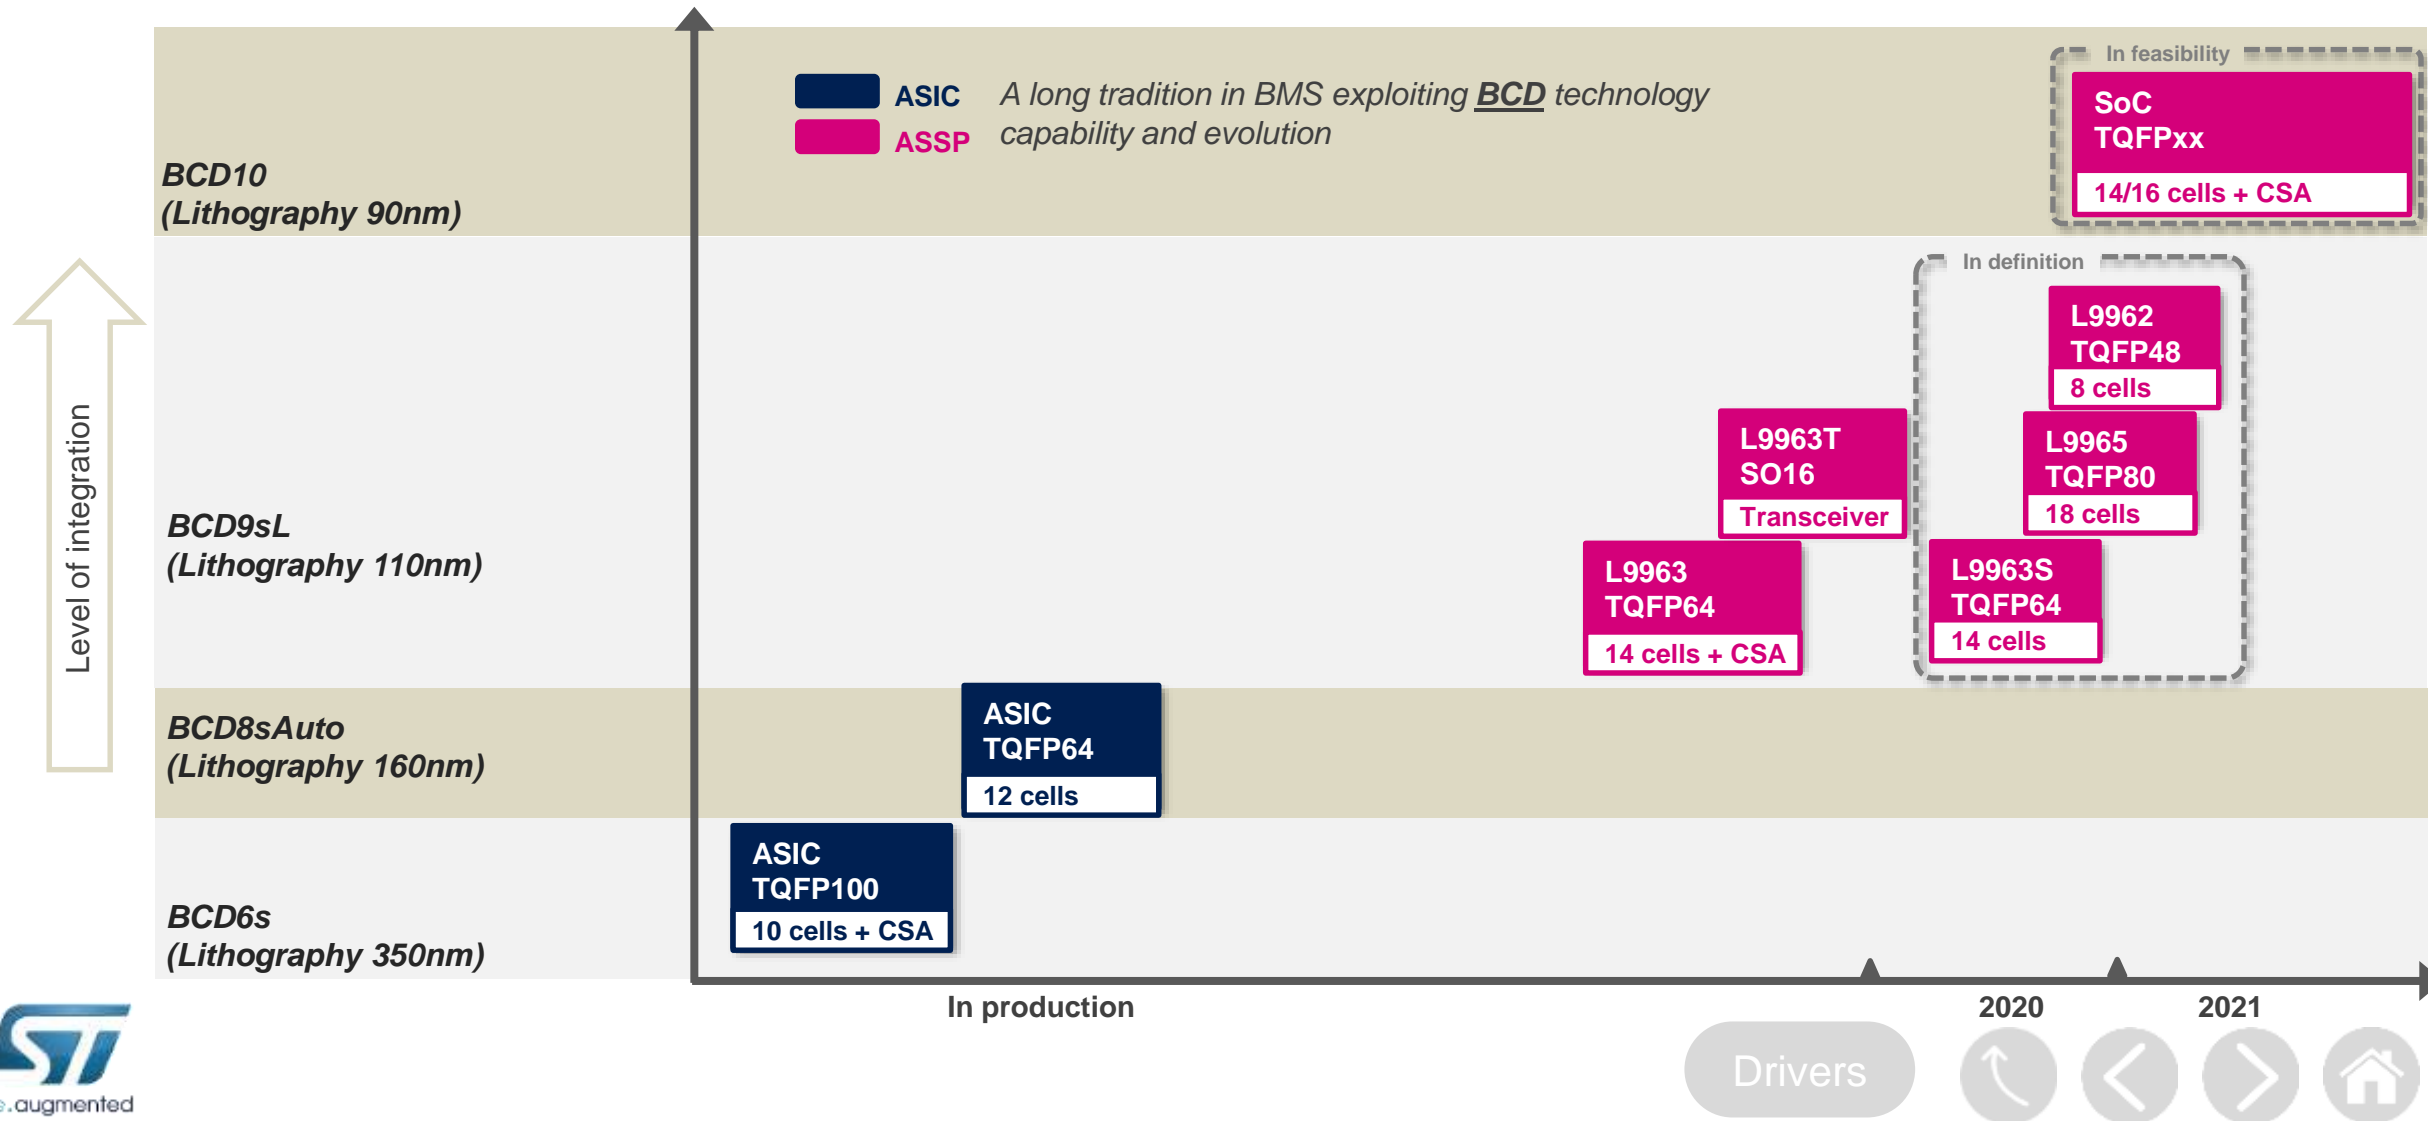 In feasibility
ASIC
ASSP
A long tradition in BMS exploiting BCD technology
capability and evolution
SoC
TQFPxx
14/16 cells + CSA
BCD10
(Lithography 90nm)
In definition
L9962
TQFP48
8 cells
L9963T
SO16
Transceiver
L9965
TQFP80
18 cells
Level of integration
BCD9sL
(Lithography 110nm)
L9963
TQFP64
14 cells + CSA
L9963S
TQFP64
14 cells
BCD8sAuto
(Lithography 160nm)
ASIC
TQFP64
12 cells
BCD6s
(Lithography 350nm)
ASIC
TQFP100
10 cells + CSA
In production
2020
2021
Drivers
ST
.augmented